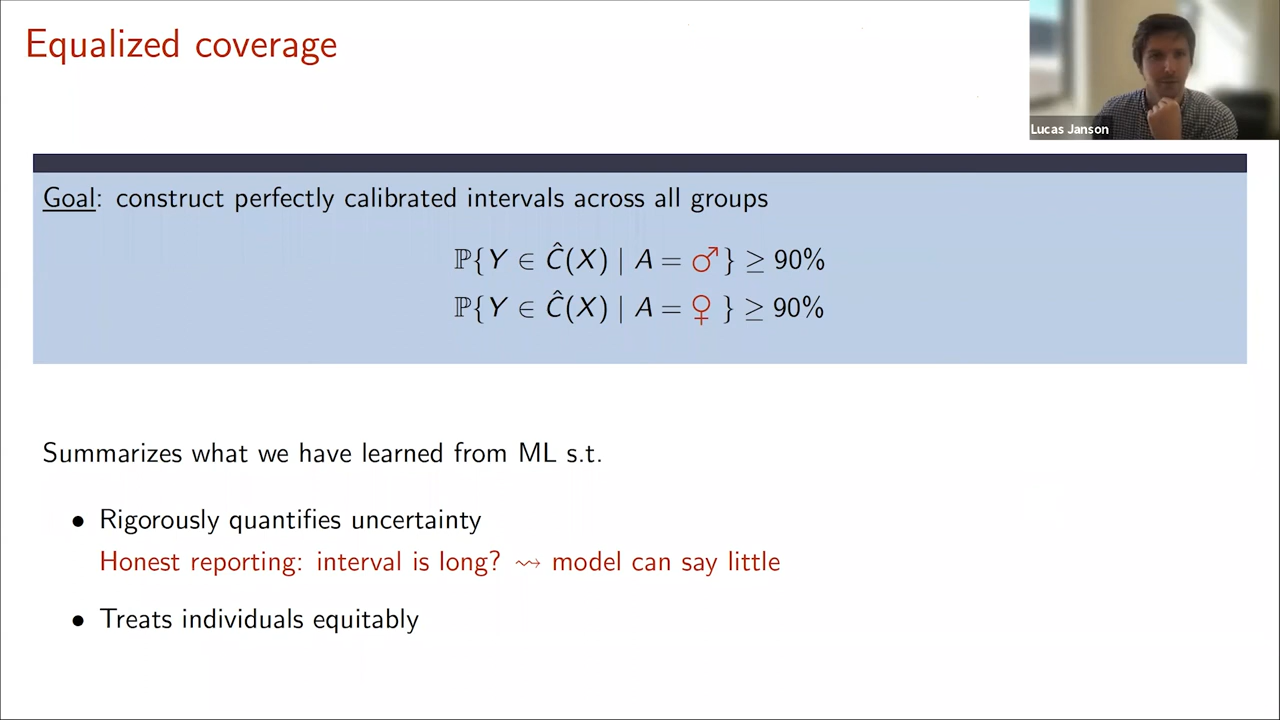 Equalized coverage
Lucas Janson
Goal: construct perfectly calibrated intervals across all groups
ℙ{Y ∈ Ĉ(X) | A = ♂} ≥ 90%
ℙ{Y ∈ Ĉ(X) | A = ♀ } ≥ 90%
Summarizes what we have learned from ML s.t.
• Rigorously quantifies uncertainty
Honest reporting: interval is long? ⇝ model can say little
• Treats individuals equitably